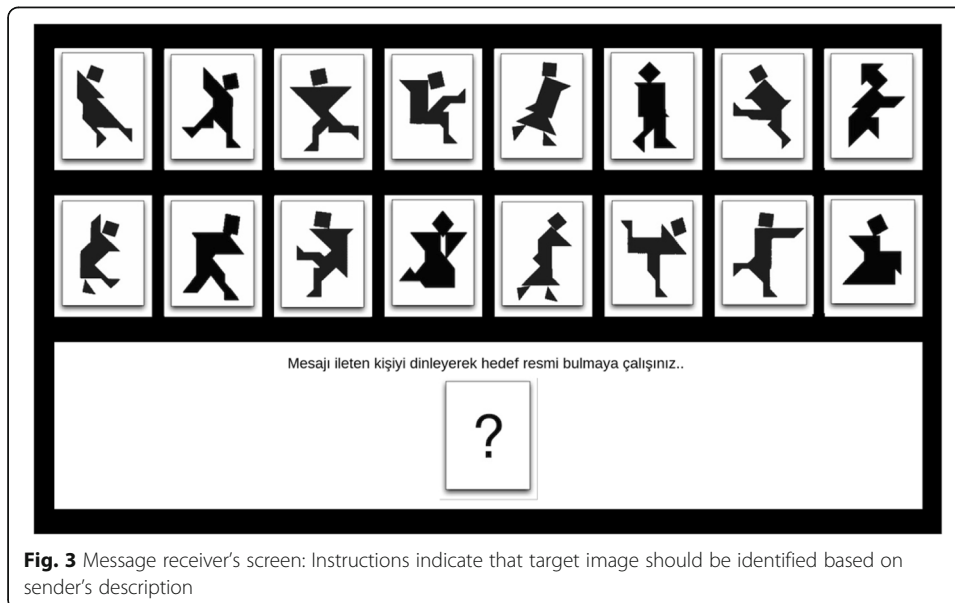 Mesajı ileten kişiyi dinleyerek hedef resmi bulmaya çalışınız..
?
Fig. 3 Message receiver's screen: Instructions indicate that target image should be identified based on
sender's description